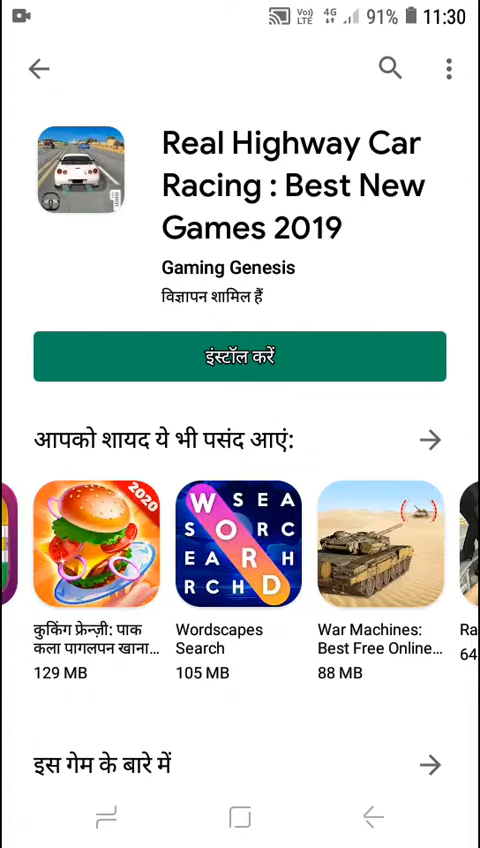 Vo)) LTE 4G 91% 11:30
Real Highway Car
Racing : Best New
Games 2019
Gaming Genesis
विज्ञापन शामिल हैं
इंस्टॉल करें
आपको शायद ये भी पसंद आएं:
2020
W S E A
S O R C
E A R H
R C H D
कुकिंग फ्रेन्ज़ी: पाक
कला पागलपन खाना...
129 MB
Wordscapes
Search
105 MB
War Machines:
Best Free Online...
88 MB
Ra
64
इस गेम के बारे में